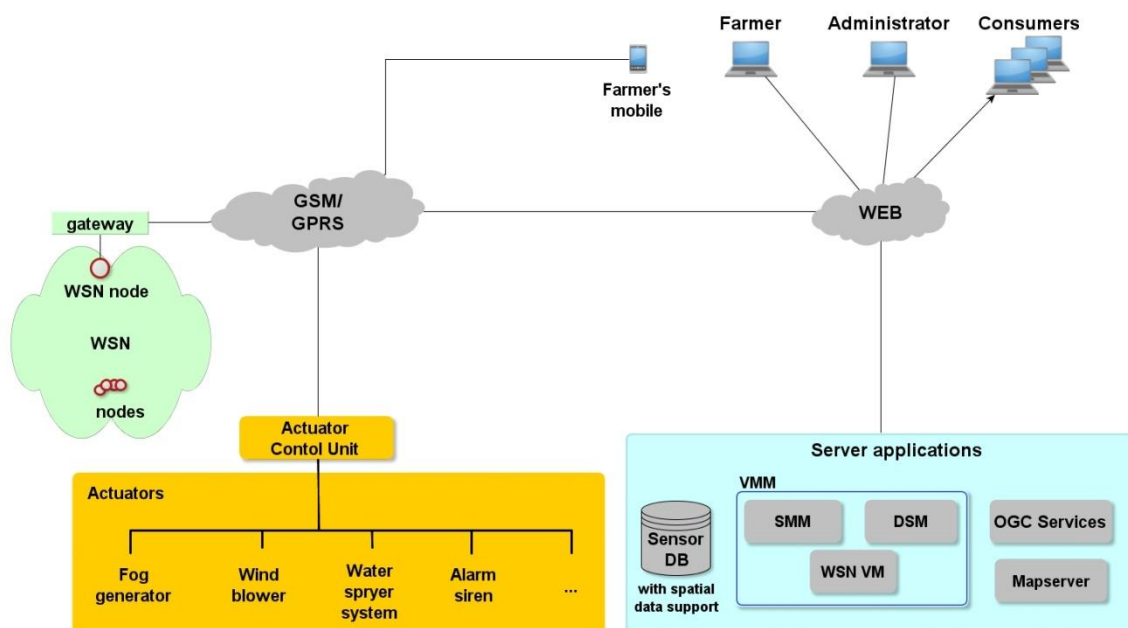 Farmer
Administrator
Consumers
Farmer's
mobile
GSM/
GPRS
WEB
gateway
WSN node
WSN
nodes
Actuator
Contol Unit
Actuators
Fog
generator
Wind
blower
Water
spryer
system
Alarm
siren
...
Server applications
VMM
SMM
DSM
WSN VM
Sensor
DB
with spatial
data support
OGC Services
Mapserver